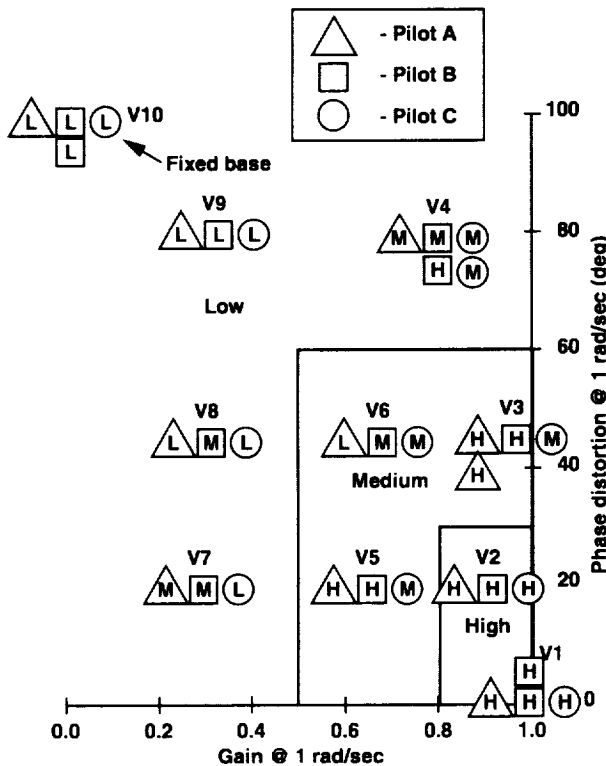 - Pilot A
- Pilot B
- Pilot C
L L L V10
L
Fixed base
100
V9
L L L
V4
M M M
H M
80
Low
60
V8
L M L
V6
L M M
V3
H H M
H
Medium
40
V7
M M L
V5
H H M
V2
H H H
20
High
V1
H
H H H
0
0.0 0.2 0.4 0.6 0.8 1.0
Gain @ 1 rad/sec
Phase distortion @ 1 rad/sec (deg)